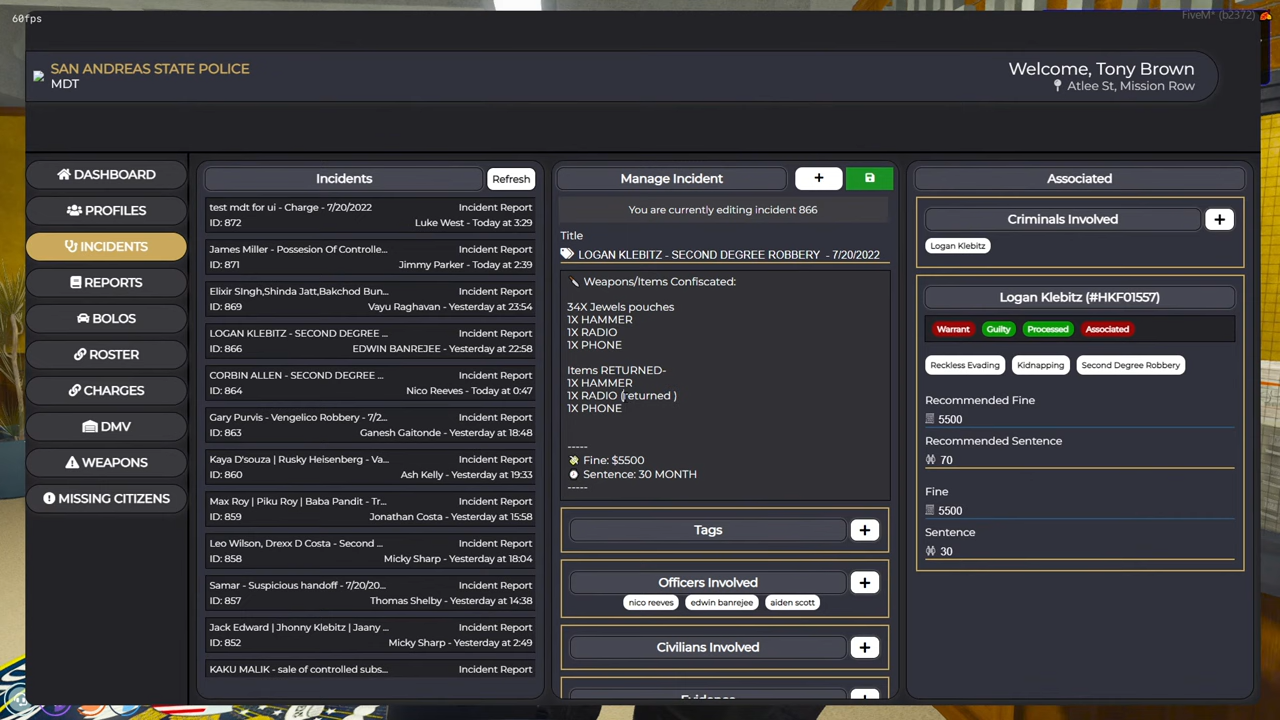 60fps
FiveM* (b2372)
SAN ANDREAS STATE POLICE
MDT
Welcome, Tony Brown
Atlee St, Mission Row
DASHBOARD
PROFILES
INCIDENTS
REPORTS
BOLOS
ROSTER
CHARGES
DMV
WEAPONS
MISSING CITIZENS
Incidents
Refresh
test mdt for ui - Charge - 7/20/2022 Incident Report
ID: 872 Luke West - Today at 3:29
James Miller - Possesion Of Controlle... Incident Report
ID: 871 Jimmy Parker - Today at 2:39
Elixir SIngh,Shinda Jatt,Bakchod Bun... Incident Report
ID: 869 Vayu Raghavan - Yesterday at 23:54
LOGAN KLEBITZ - SECOND DEGREE ... Incident Report
ID: 866 EDWIN BANREJEE - Yesterday at 22:58
CORBIN ALLEN - SECOND DEGREE ... Incident Report
ID: 864 Nico Reeves - Today at 0:47
Gary Purvis - Vengelico Robbery - 7/2... Incident Report
ID: 863 Ganesh Gaitonde - Yesterday at 18:48
Kaya D'souza | Rusky Heisenberg - Va... Incident Report
ID: 860 Ash Kelly - Yesterday at 19:33
Max Roy | Piku Roy | Baba Pandit - Tr... Incident Report
ID: 859 Jonathan Costa - Yesterday at 15:58
Leo Wilson, Drexx D Costa - Second ... Incident Report
ID: 858 Micky Sharp - Yesterday at 18:04
Samar - Suspicious handoff - 7/20/20... Incident Report
ID: 857 Thomas Shelby - Yesterday at 14:38
Jack Edward | Jhonny Klebitz | Jaany ... Incident Report
ID: 852 Micky Sharp - Yesterday at 2:49
KAKU MALIK - sale of controlled subs... Incident Report
Manage Incident
+
You are currently editing incident 866
Title
LOGAN KLEBITZ - SECOND DEGREE ROBBERY - 7/20/2022
Weapons/Items Confiscated:
34X Jewels pouches
1X HAMMER
1X RADIO
1X PHONE
Items RETURNED-
1X HAMMER
1X RADIO (returned )
1X PHONE
-----
Fine: $5500
Sentence: 30 MONTH
-----
Tags +
Officers Involved +
nico reeves edwin banrejee aiden scott
Civilians Involved +
Evidence +
Associated
Criminals Involved +
Logan Klebitz
Logan Klebitz (#HKF01557)
Warrant Guilty Processed Associated
Reckless Evading Kidnapping Second Degree Robbery
Recommended Fine
5500
Recommended Sentence
70
Fine
5500
Sentence
30